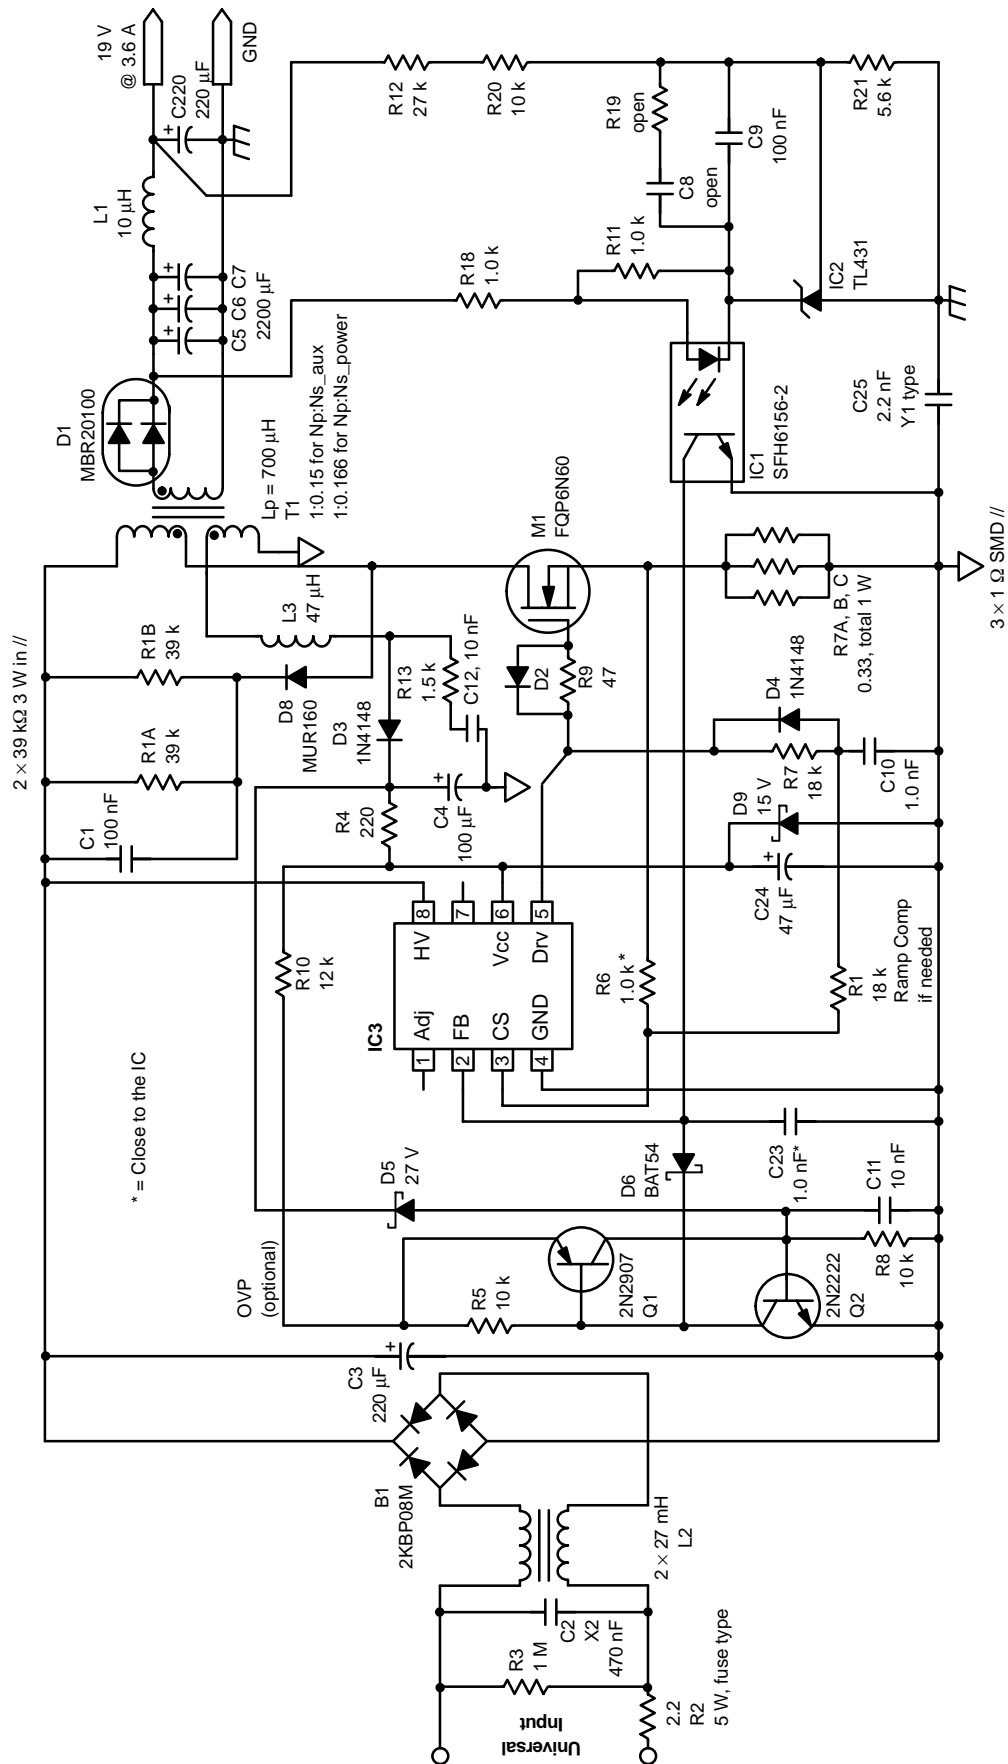 Universal
Input
2.2
R2
5 W, fuse type
R3
1 M
C2
X2
470 nF
2 × 27 mH
L2
B1
2KBP08M
C3
220 µF
OVP
(optional)
* = Close to the IC
R5
10 k
2N2907
Q1
2N2222
Q2
R8
10 k
C11
10 nF
D5
27 V
D6
BAT54
C23
1.0 nF*
R10
12 k
IC3
1
Adj
2
FB
3
CS
4
GND
8
HV
7
6
Vcc
5
Drv
R6
1.0 k *
R1
18 k
Ramp Comp
if needed
C24
47 µF
D9
15 V
R7
18 k
D4
1N4148
C10
1.0 nF
R4
220
C4
100 µF
C1
100 nF
R1A
39 k
R1B
39 k
2 × 39 kΩ 3 W in //
D8
MUR160
D3
1N4148
R13
1.5 k
C12, 10 nF
L3
47 µH
D2
R9
47
M1
FQP6N60
R7A, B, C
0.33, total 1 W
3 × 1 Ω SMD //
Lp = 700 µH
T1
1:0.15 for Np:Ns_aux
1:0.166 for Np:Ns_power
D1
MBR20100
C5 C6 C7
2200 µF
L1
10 µH
C220
220 µF
19 V
@ 3.6 A
GND
R18
1.0 k
R11
1.0 k
R12
27 k
R20
10 k
R19
open
C8
open
C9
100 nF
R21
5.6 k
IC2
TL431
IC1
SFH6156-2
C25
2.2 nF
Y1 type
+
+
+
+
+
+
+